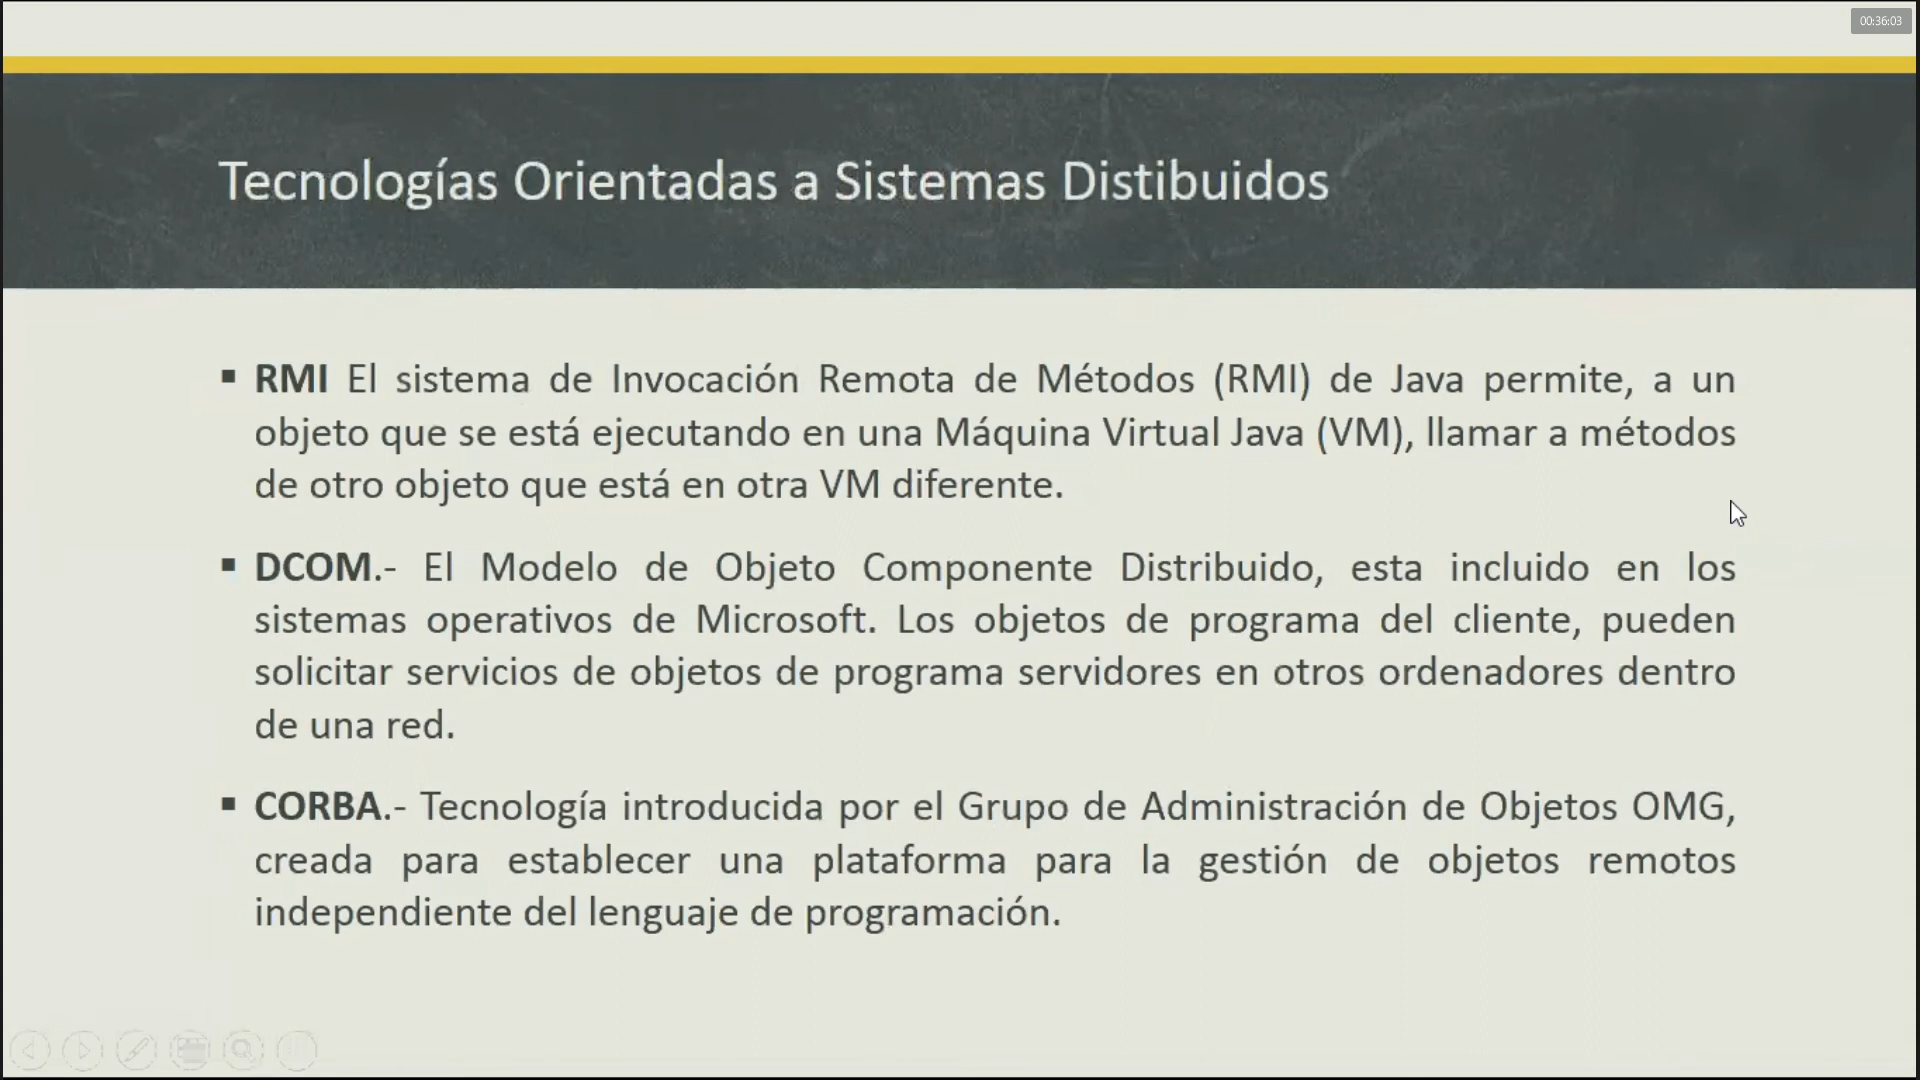 00:36:03
Tecnologías Orientadas a Sistemas Distibuidos
▪ RMI El sistema de Invocación Remota de Métodos (RMI) de Java permite, a un
objeto que se está ejecutando en una Máquina Virtual Java (VM), llamar a métodos
de otro objeto que está en otra VM diferente.
▪ DCOM.- El Modelo de Objeto Componente Distribuido, esta incluido en los
sistemas operativos de Microsoft. Los objetos de programa del cliente, pueden
solicitar servicios de objetos de programa servidores en otros ordenadores dentro
de una red.
▪ CORBA.- Tecnología introducida por el Grupo de Administración de Objetos OMG,
creada para establecer una plataforma para la gestión de objetos remotos
independiente del lenguaje de programación.